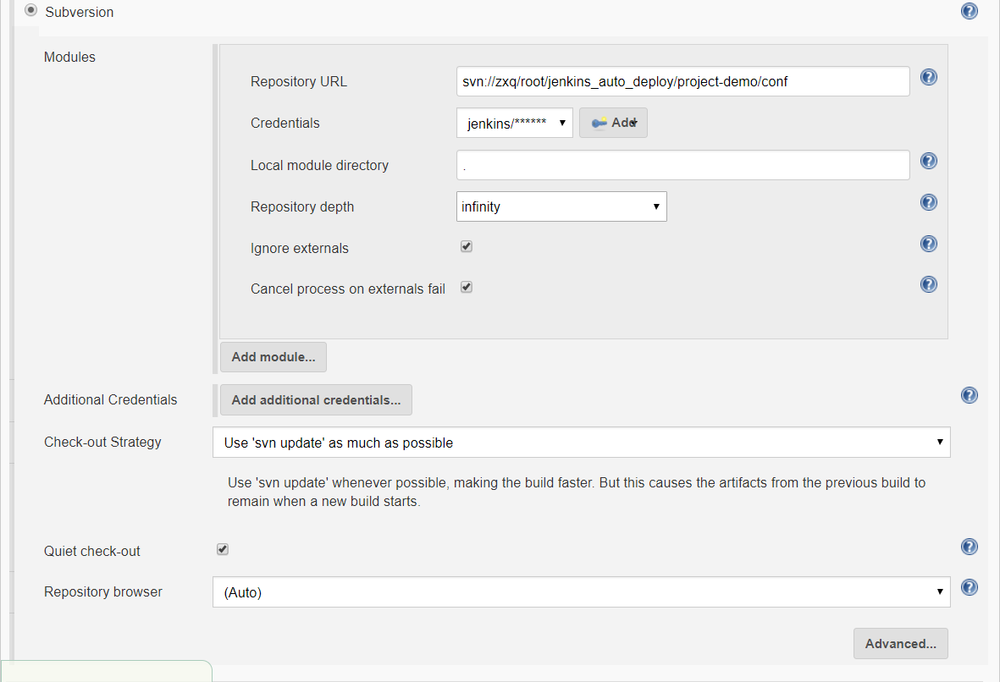 Subversion
Modules
Repository URL
svn://zxq/root/jenkins_auto_deploy/project-demo/conf
Credentials
jenkins/******
Add
Local module directory
.
Repository depth
infinity
Ignore externals
Cancel process on externals fail
Add module...
Additional Credentials
Add additional credentials...
Check-out Strategy
Use 'svn update' as much as possible
Use 'svn update' whenever possible, making the build faster. But this causes the artifacts from the previous build to
remain when a new build starts.
Quiet check-out
Repository browser
(Auto)
Advanced...